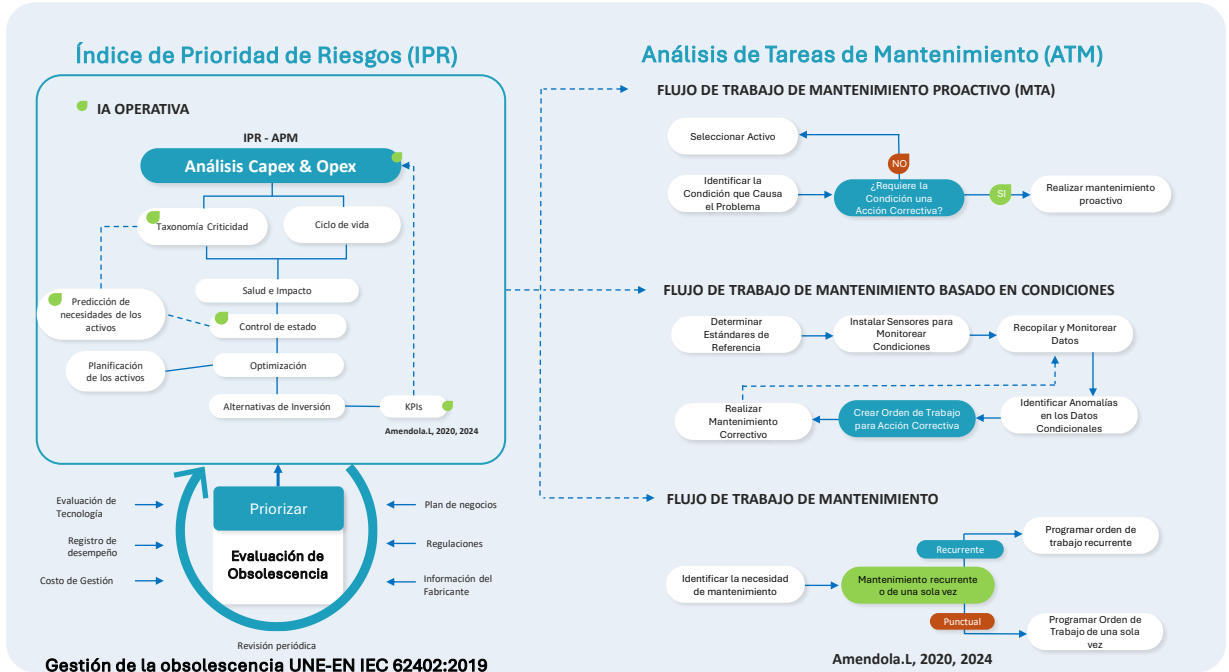 Índice de Prioridad de Riesgos (IPR)
IA OPERATIVA
IPR - APM
Análisis Capex & Opex
Taxonomía Criticidad
Ciclo de vida
Salud e Impacto
Predicción de
necesidades de los
activos
Control de estado
Planificación
de los activos
Optimización
Alternativas de Inversión
KPIs
Amendola.L, 2020, 2024
Priorizar
Evaluación de
Obsolescencia
Evaluación de
Tecnología
Registro de
desempeño
Costo de Gestión
Plan de negocios
Regulaciones
Información del
Fabricante
Revisión periódica
Gestión de la obsolescencia UNE-EN IEC 62402:2019
Análisis de Tareas de Mantenimiento (ATM)
FLUJO DE TRABAJO DE MANTENIMIENTO PROACTIVO (MTA)
Seleccionar Activo
NO
Identificar la
Condición que Causa
el Problema
¿Requiere la
Condición una
Acción Correctiva?
SI
Realizar mantenimiento
proactivo
FLUJO DE TRABAJO DE MANTENIMIENTO BASADO EN CONDICIONES
Determinar
Estándares de
Referencia
Instalar Sensores para
Monitorear
Condiciones
Recopilar y Monitorear
Datos
Realizar
Mantenimiento
Correctivo
Crear Orden de Trabajo
para Acción Correctiva
Identificar Anomalías
en los Datos
Condicionales
FLUJO DE TRABAJO DE MANTENIMIENTO
Programar orden de
trabajo recurrente
Recurrente
Identificar la necesidad
de mantenimiento
Mantenimiento recurrente
o de una sola vez
Punctual
Programar Orden de
Trabajo de una sola
vez
Amendola.L, 2020, 2024